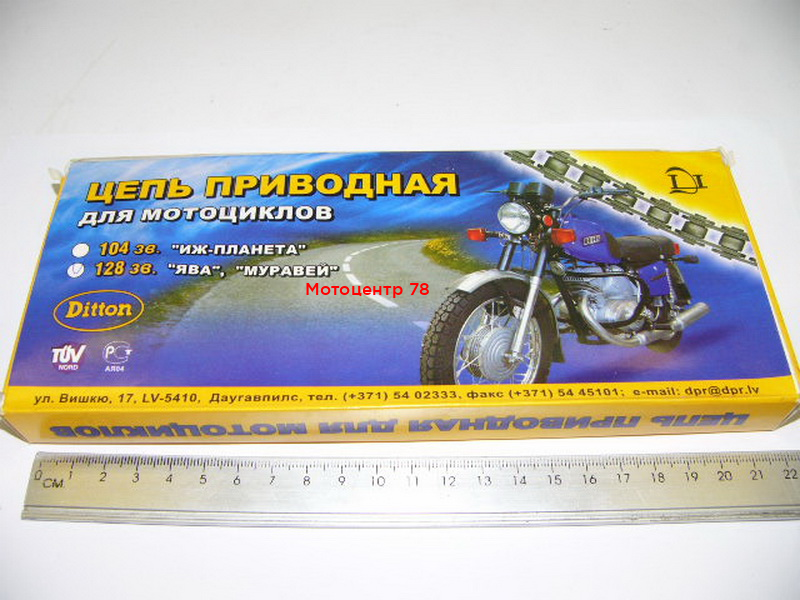 ЦЕПЬ ПРИВОДНАЯ
ДЛЯ МОТОЦИКЛОВ
104 зв. "ИЖ-ПЛАНЕТА"
128 зв. "ЯВА", "МУРАВЕЙ"
Мотоцентр 78
Ditton
TÜV
NORD
РС
АЯ04
ул. Вишкю, 17, LV-5410, Даугавпилс, тел. (+371) 54 02333, факс (+371) 54 45101; e-mail: dpr@dpr.lv
ЦЕПЬ ПРИВОДНАЯ ДЛЯ МОТОЦИКЛОВ
0 1 2 3 4 5 6 7 8 9 10 11 12 13 14 15 16 17 18 19 20 21 22
СМ